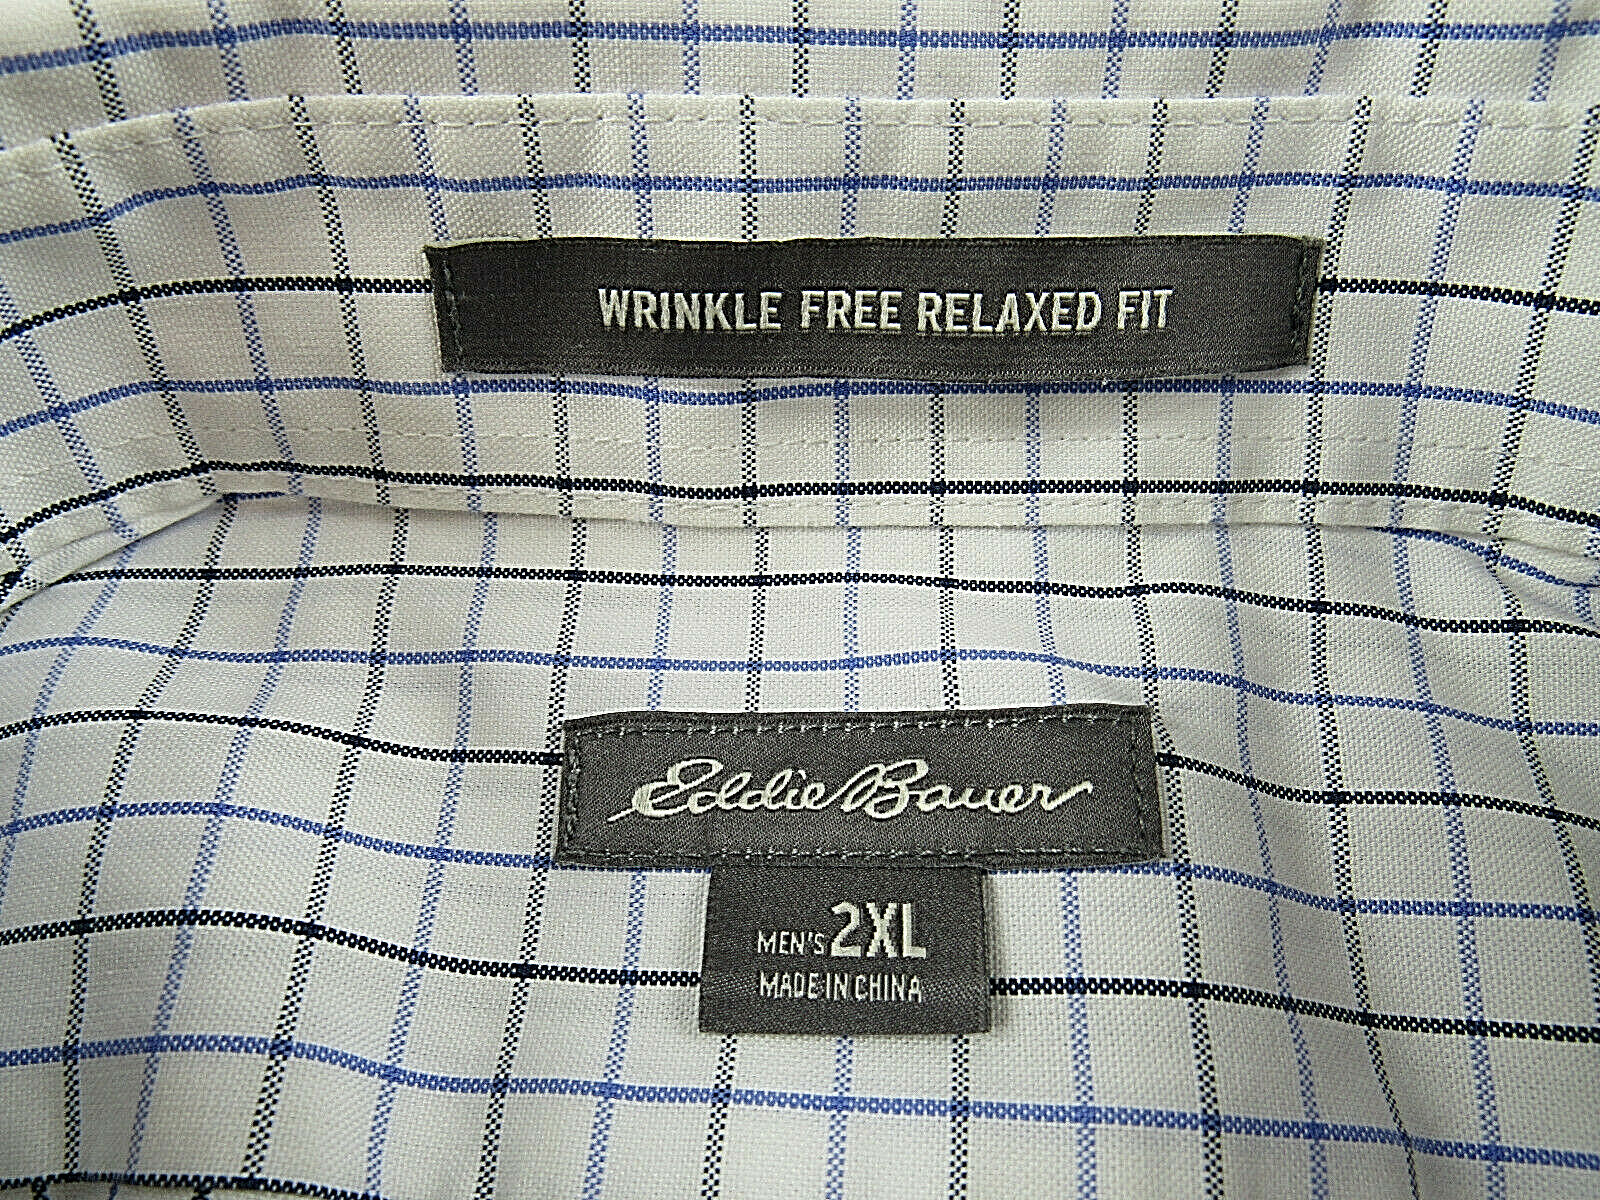 WRINKLE FREE RELAXED FIT
Eddie Bauer
MEN'S 2XL
MADE IN CHINA